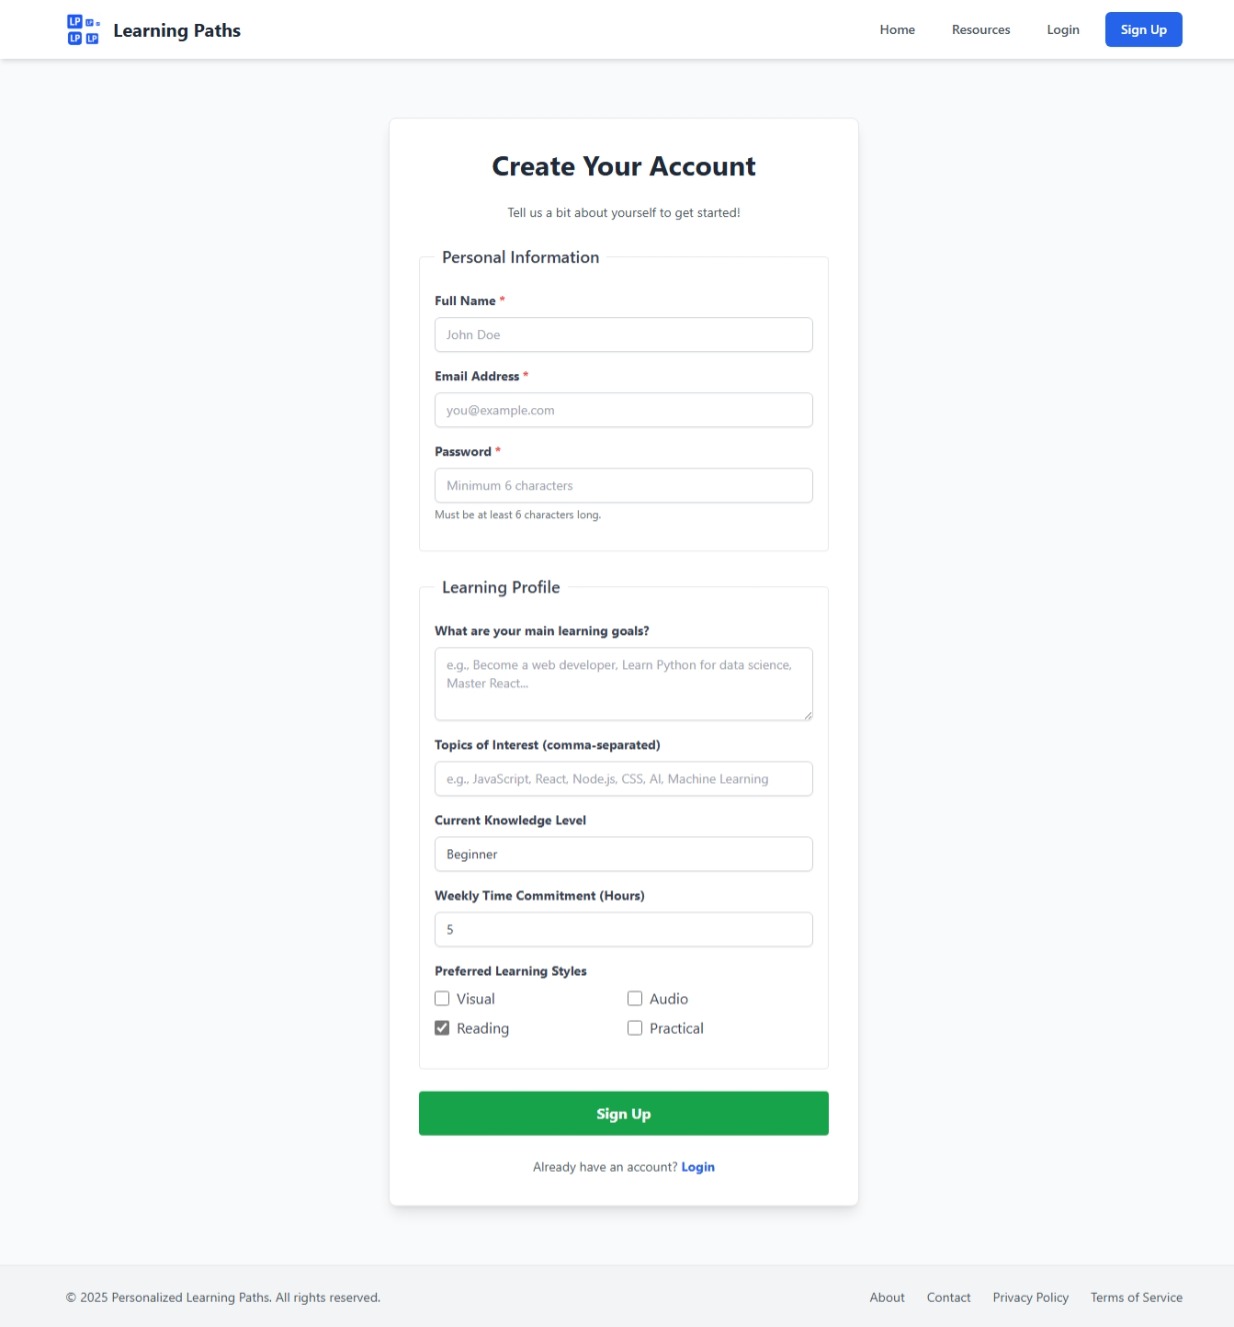 LP LP LP LP
Learning Paths
Home Resources Login Sign Up
Create Your Account
Tell us a bit about yourself to get started!
Personal Information
Full Name *
John Doe
Email Address *
you@example.com
Password *
Minimum 6 characters
Must be at least 6 characters long.
Learning Profile
What are your main learning goals?
e.g., Become a web developer, Learn Python for data science,
Master React...
Topics of Interest (comma-separated)
e.g., JavaScript, React, Node.js, CSS, AI, Machine Learning
Current Knowledge Level
Beginner
Weekly Time Commitment (Hours)
5
Preferred Learning Styles
Visual Audio
Reading Practical
Sign Up
Already have an account? Login
© 2025 Personalized Learning Paths. All rights reserved. About Contact Privacy Policy Terms of Service